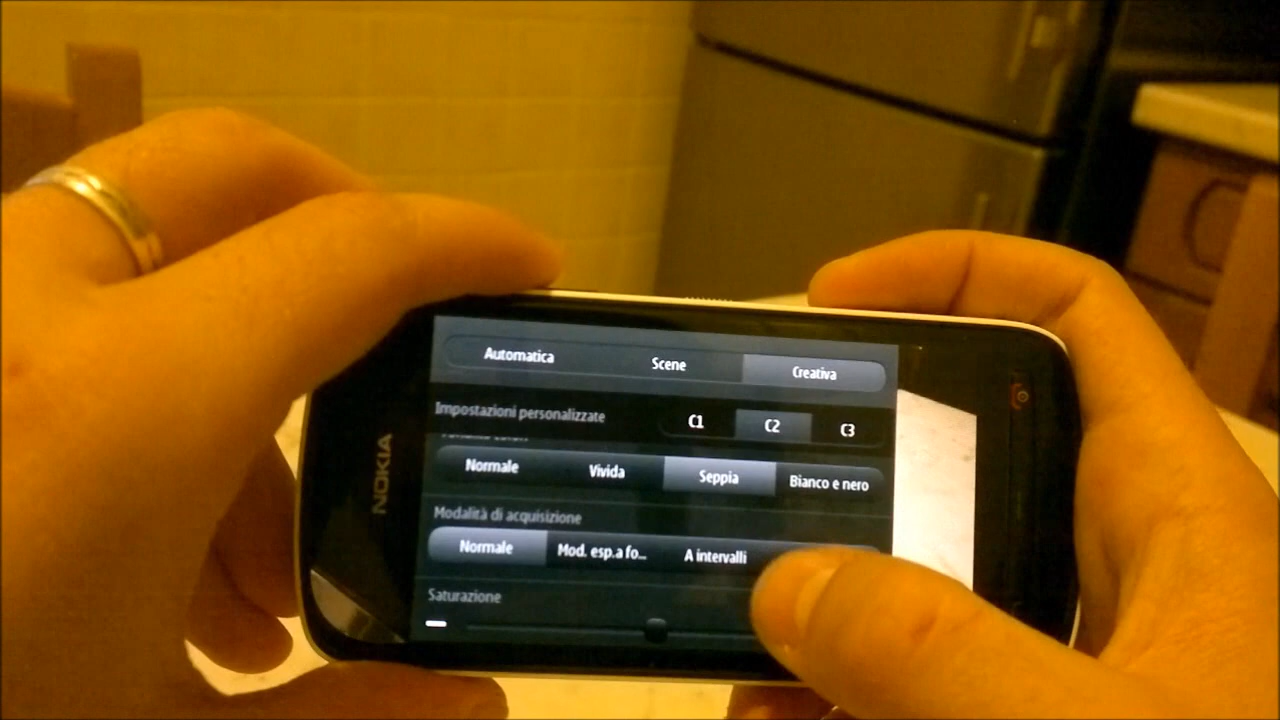 Automatica Scene Creativa
Impostazioni personalizzate C1 C2 C3
Normale Vivida Seppia Bianco e nero
Modalità di acquisizione
Normale Mod. esp.a fo... A intervalli
Saturazione
NOKIA